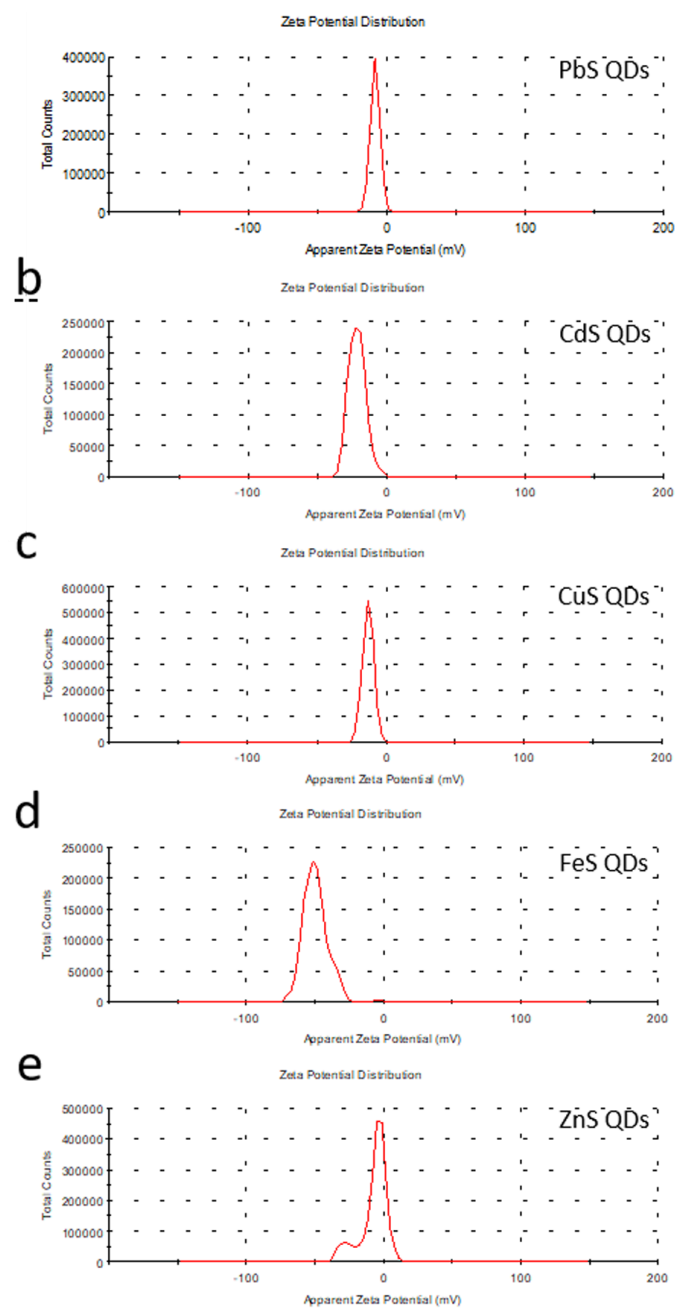 Zeta Potential Distribution
PbS QDs
400000
300000
200000
100000
0
Total Counts
-100
0
100
200
Apparent Zeta Potential (mV)
b
Zeta Potential Distribution
CdS QDs
250000
200000
150000
100000
50000
0
Total Counts
-100
0
100
200
Apparent Zeta Potential (mV)
c
Zeta Potential Distribution
CuS QDs
600000
500000
400000
300000
200000
100000
0
Total Counts
-100
0
100
200
Apparent Zeta Potential (mV)
d
Zeta Potential Distribution
FeS QDs
250000
200000
150000
100000
50000
0
Total Counts
-100
0
100
200
Apparent Zeta Potential (mV)
e
Zeta Potential Distribution
ZnS QDs
500000
400000
300000
200000
100000
0
Total Counts
-100
0
100
200
Apparent Zeta Potential (mV)